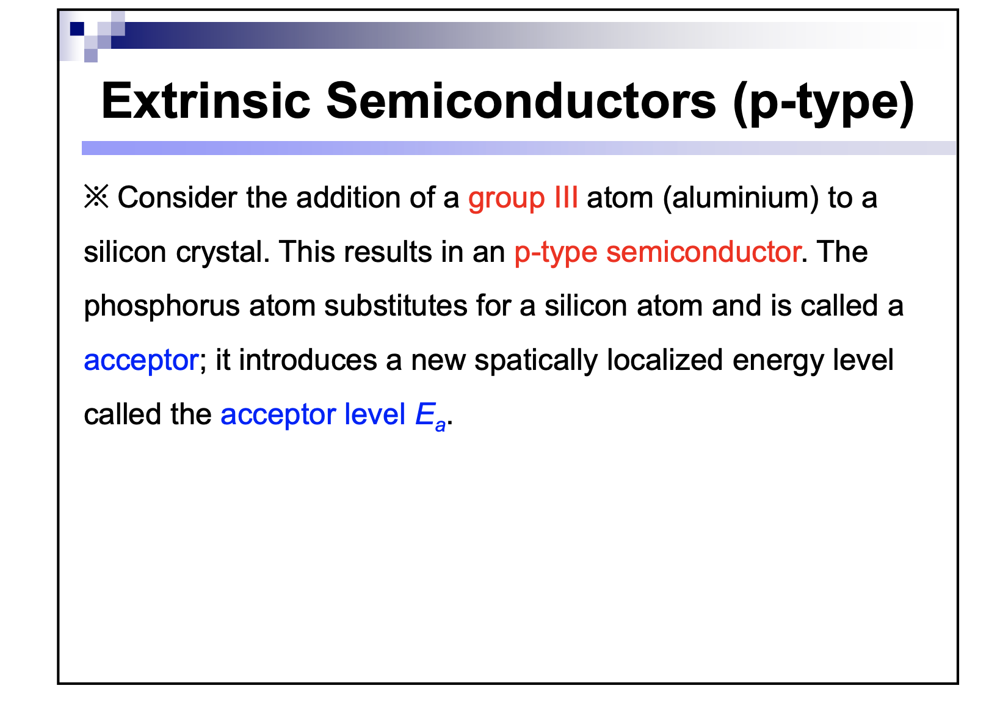 Extrinsic Semiconductors (p-type)
※ Consider the addition of a group III atom (aluminium) to a
silicon crystal. This results in an p-type semiconductor. The
phosphorus atom substitutes for a silicon atom and is called a
acceptor; it introduces a new spatically localized energy level
called the acceptor level Ea.